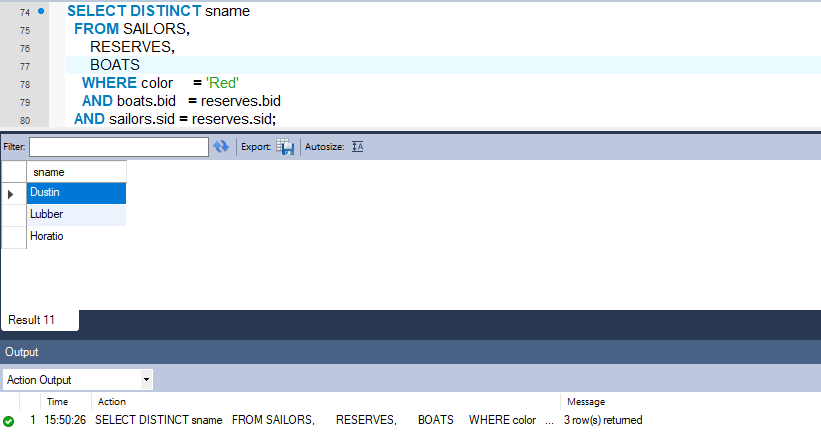 74 SELECT DISTINCT sname
75 FROM SAILORS,
76 RESERVES,
77 BOATS
78 WHERE color = 'Red'
79 AND boats.bid = reserves.bid
80 AND sailors.sid = reserves.sid;
Filter: Export: Autosize:
sname
Dustin
Lubber
Horatio
Result 11
Output
Action Output
Time Action Message
1 15:50:26 SELECT DISTINCT sname FROM SAILORS, RESERVES, BOATS WHERE color ... 3 row(s) returned